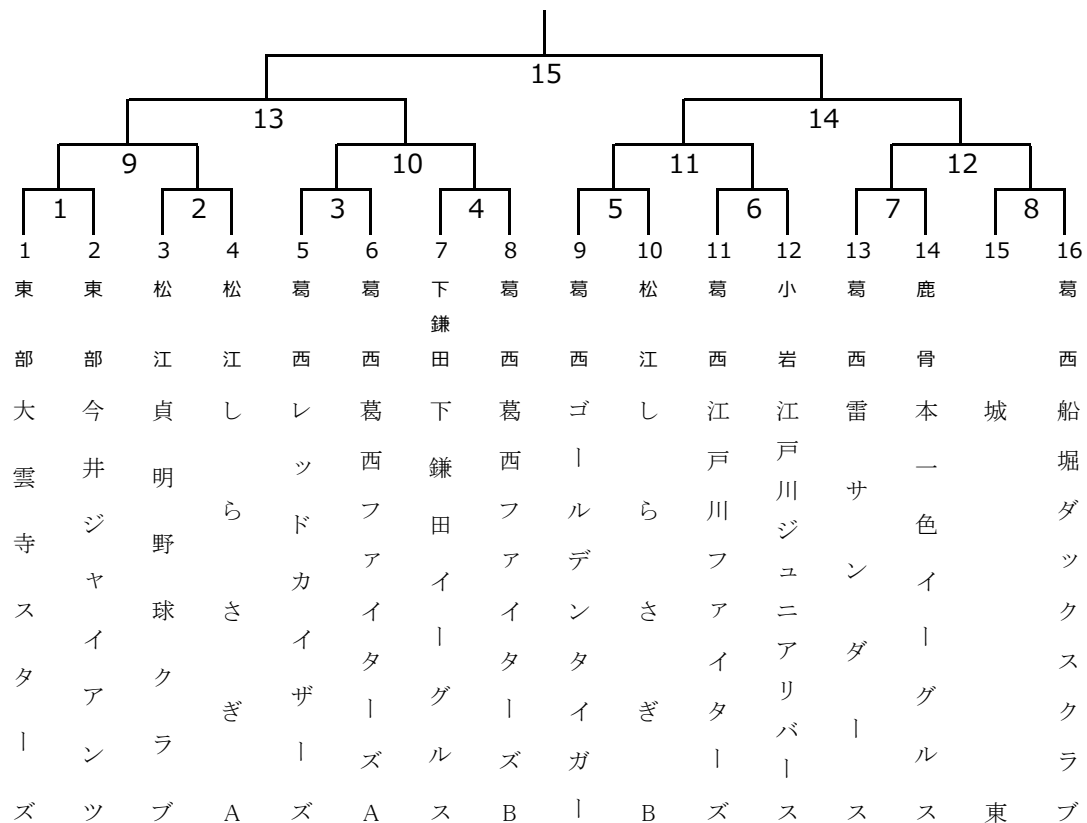 15
13
14
9
10
11
12
1
2
3
4
5
6
7
8
1 東部 大雲寺スターズ
2 東部 今井ジャイアンツ
3 松江 貞明野球クラブ
4 松江 しらさぎA
5 葛西 レッドカイザーズ
6 葛西 葛西ファイターズA
7 下鎌田 下鎌田イーグルス
8 葛西 葛西ファイターズB
9 葛西 ゴールデンタイガー
10 松江 しらさぎB
11 葛西 江戸川ファイターズ
12 小岩 江戸川ジュニアリバース
13 葛西 雷サンダース
14 鹿骨 本一色イーグルス
15 城東
16 葛西 船堀ダックスクラブ